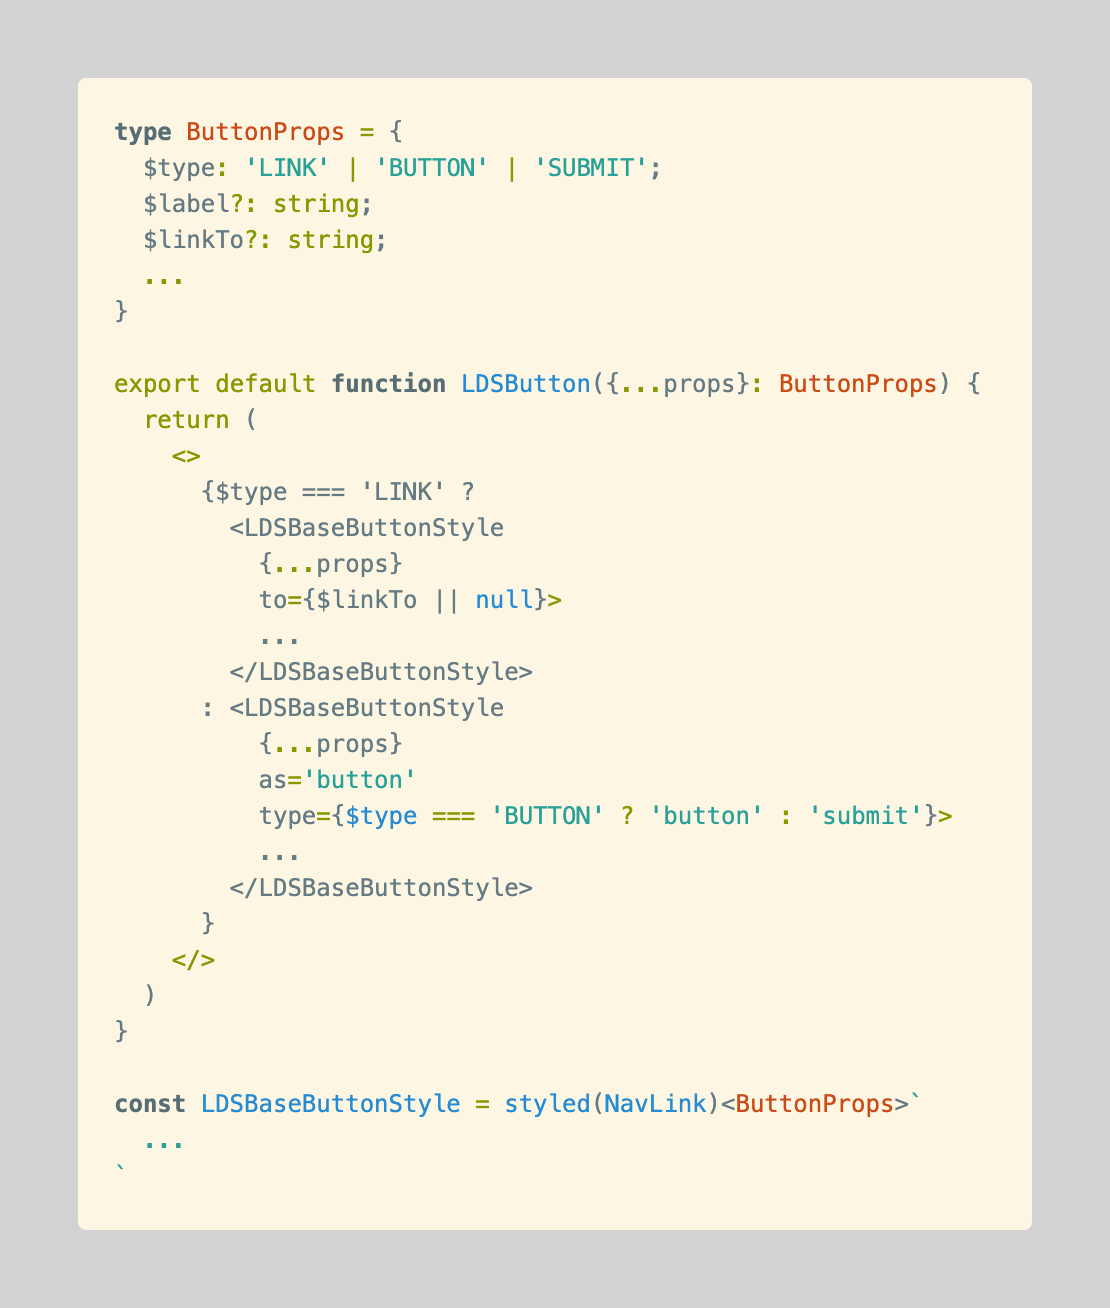 type ButtonProps = {
  $type: 'LINK' | 'BUTTON' | 'SUBMIT';
  $label?: string;
  $linkTo?: string;
  ...
}

export default function LDSButton({...props}: ButtonProps) {
  return (
    <>
      {$type === 'LINK' ?
        <LDSBaseButtonStyle
          {...props}
          to={$linkTo || null}>
          ...
        </LDSBaseButtonStyle>
      : <LDSBaseButtonStyle
          {...props}
          as='button'
          type={$type === 'BUTTON' ? 'button' : 'submit'}>
          ...
        </LDSBaseButtonStyle>
      }
    </>
  )
}

const LDSBaseButtonStyle = styled(NavLink)<ButtonProps>`
  ...
`